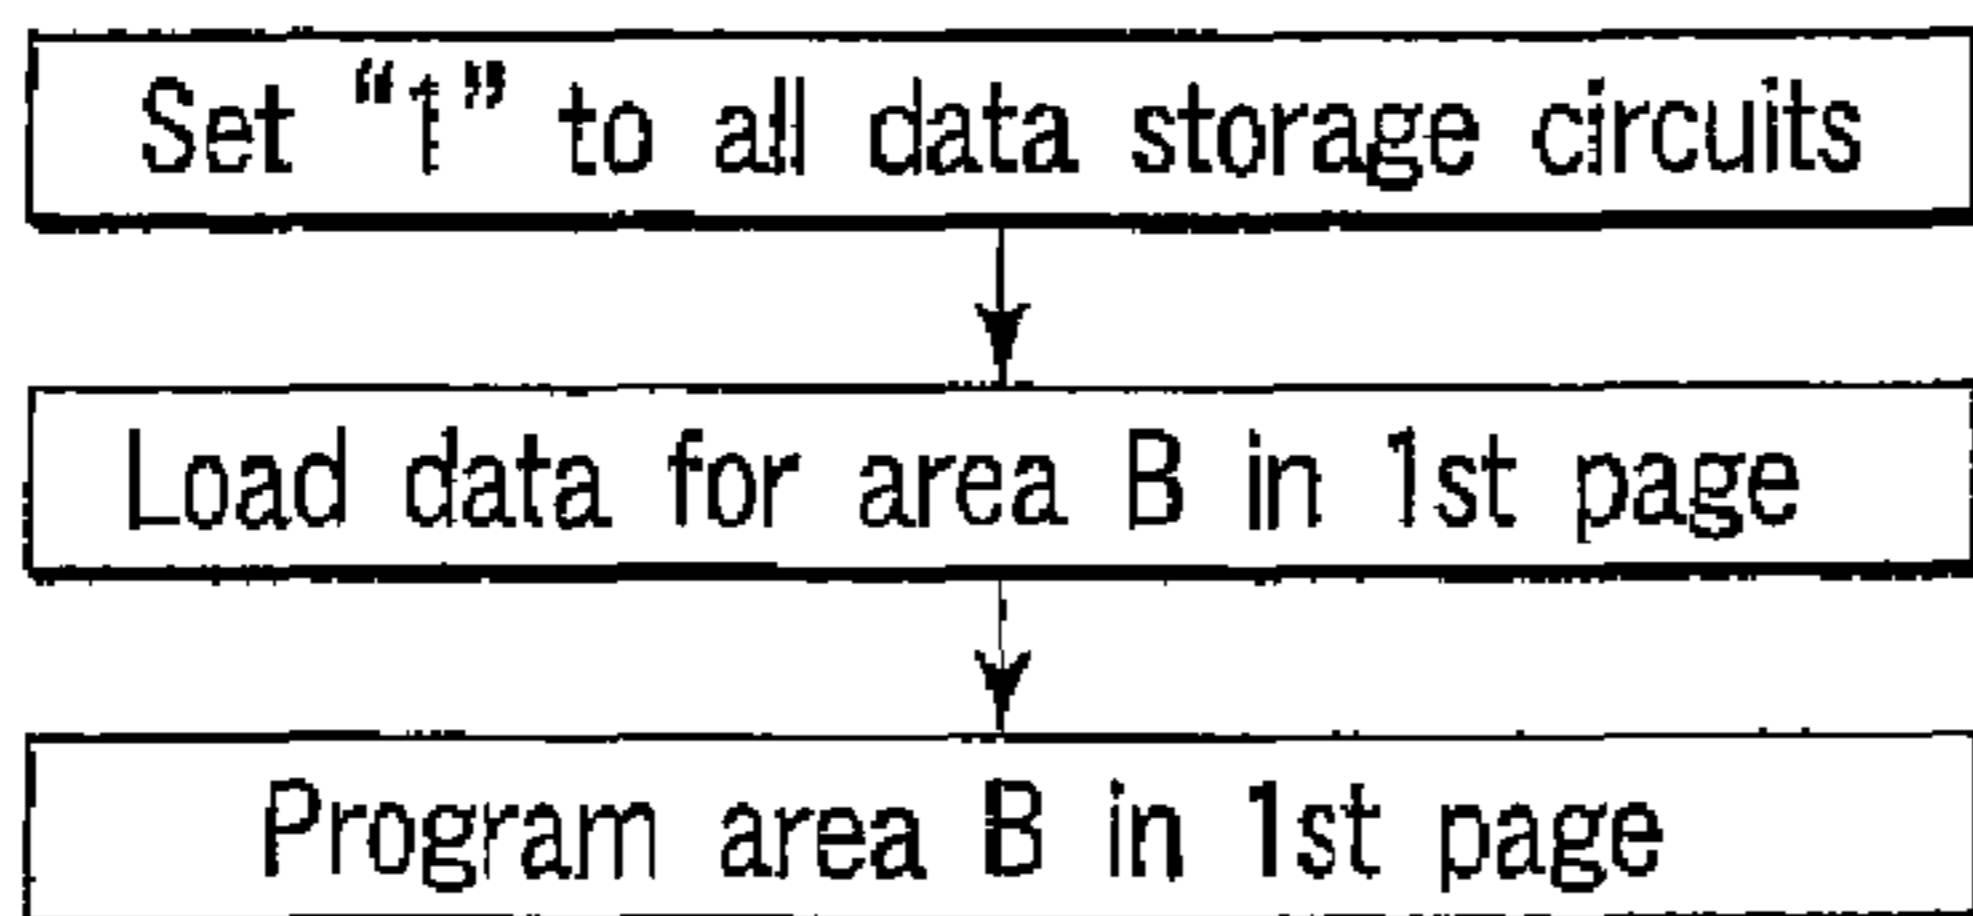 Set “1” to all data storage circuits
Load data for area B in 1st page
Program area B in 1st page